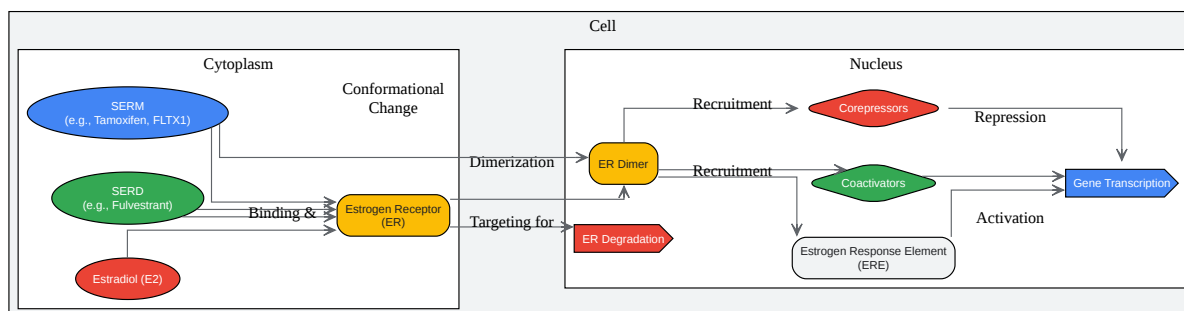 Cell
Cytoplasm
Nucleus
SERM
(e.g., Tamoxifen, FLTX1)
Conformational
Change
SERD
(e.g., Fulvestrant)
Binding &
Estrogen Receptor
(ER)
Estradiol (E2)
Dimerization
Targeting for
ER Dimer
ER Degradation
Recruitment
Recruitment
Corepressors
Coactivators
Estrogen Response Element
(ERE)
Repression
Gene Transcription
Activation